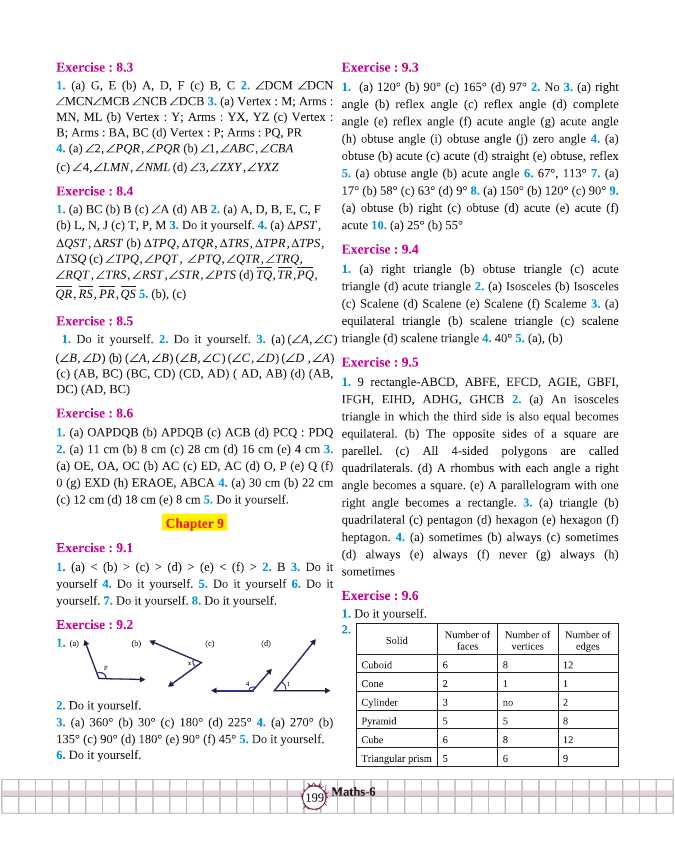 Exercise : 8.3
1. (a) G, E (b) A, D, F (c) B, C 2. ∠DCM ∠DCN
∠MCN∠MCB ∠NCB ∠DCB 3. (a) Vertex : M; Arms :
MN, ML (b) Vertex : Y; Arms : YX, YZ (c) Vertex :
B; Arms : BA, BC (d) Vertex : P; Arms : PQ, PR
4. (a) ∠2, ∠PQR, ∠PQR (b) ∠1, ∠ABC, ∠CBA
(c) ∠4, ∠LMN, ∠NML (d) ∠3, ∠ZXY, ∠YXZ
Exercise : 8.4
1. (a) BC (b) B (c) ∠A (d) AB 2. (a) A, D, B, E, C, F
(b) L, N, J (c) T, P, M 3. Do it yourself. 4. (a) ΔPST,
ΔQST, ΔRST (b) ΔTPQ, ΔTQR, ΔTRS, ΔTPR, ΔTPS,
ΔTSQ (c) ∠TPQ, ∠PQT, ∠PTQ, ∠QTR, ∠TRQ,
∠RQT, ∠TRS, ∠RST, ∠STR, ∠PTS (d) T̅Q̅, T̅R̅, P̅Q̅,
Q̅R̅, R̅S̅, P̅R̅, Q̅S̅ 5. (b), (c)
Exercise : 8.5
1. Do it yourself. 2. Do it yourself. 3. (a) (∠A, ∠C)
(∠B, ∠D) (b) (∠A, ∠B) (∠B, ∠C) (∠C, ∠D) (∠D, ∠A)
(c) (AB, BC) (BC, CD) (CD, AD) ( AD, AB) (d) (AB,
DC) (AD, BC)
Exercise : 8.6
1. (a) OAPDQB (b) APDQB (c) ACB (d) PCQ : PDQ
2. (a) 11 cm (b) 8 cm (c) 28 cm (d) 16 cm (e) 4 cm 3.
(a) OE, OA, OC (b) AC (c) ED, AC (d) O, P (e) Q (f)
0 (g) EXD (h) ERAOE, ABCA 4. (a) 30 cm (b) 22 cm
(c) 12 cm (d) 18 cm (e) 8 cm 5. Do it yourself.
Chapter 9
Exercise : 9.1
1. (a) < (b) > (c) > (d) > (e) < (f) > 2. B 3. Do it
yourself 4. Do it yourself. 5. Do it yourself 6. Do it
yourself. 7. Do it yourself. 8. Do it yourself.
Exercise : 9.2
1. (a) (b) (c) (d)
P x 4 1
2. Do it yourself.
3. (a) 360° (b) 30° (c) 180° (d) 225° 4. (a) 270° (b)
135° (c) 90° (d) 180° (e) 90° (f) 45° 5. Do it yourself.
6. Do it yourself.
Exercise : 9.3
1. (a) 120° (b) 90° (c) 165° (d) 97° 2. No 3. (a) right
angle (b) reflex angle (c) reflex angle (d) complete
angle (e) reflex angle (f) acute angle (g) acute angle
(h) obtuse angle (i) obtuse angle (j) zero angle 4. (a)
obtuse (b) acute (c) acute (d) straight (e) obtuse, reflex
5. (a) obtuse angle (b) acute angle 6. 67°, 113° 7. (a)
17° (b) 58° (c) 63° (d) 9° 8. (a) 150° (b) 120° (c) 90° 9.
(a) obtuse (b) right (c) obtuse (d) acute (e) acute (f)
acute 10. (a) 25° (b) 55°
Exercise : 9.4
1. (a) right triangle (b) obtuse triangle (c) acute
triangle (d) acute triangle 2. (a) Isosceles (b) Isosceles
(c) Scalene (d) Scalene (e) Scalene (f) Scaleme 3. (a)
equilateral triangle (b) scalene triangle (c) scalene
triangle (d) scalene triangle 4. 40° 5. (a), (b)
Exercise : 9.5
1. 9 rectangle-ABCD, ABFE, EFCD, AGIE, GBFI,
IFGH, EIHD, ADHG, GHCB 2. (a) An isosceles
triangle in which the third side is also equal becomes
equilateral. (b) The opposite sides of a square are
parellel. (c) All 4-sided polygons are called
quadrilaterals. (d) A rhombus with each angle a right
angle becomes a square. (e) A parallelogram with one
right angle becomes a rectangle. 3. (a) triangle (b)
quadrilateral (c) pentagon (d) hexagon (e) hexagon (f)
heptagon. 4. (a) sometimes (b) always (c) sometimes
(d) always (e) always (f) never (g) always (h)
sometimes
Exercise : 9.6
1. Do it yourself.
2.
Solid Number of faces Number of vertices Number of edges
Cuboid 6 8 12
Cone 2 1 1
Cylinder 3 no 2
Pyramid 5 5 8
Cube 6 8 12
Triangular prism 5 6 9
199 Maths-6